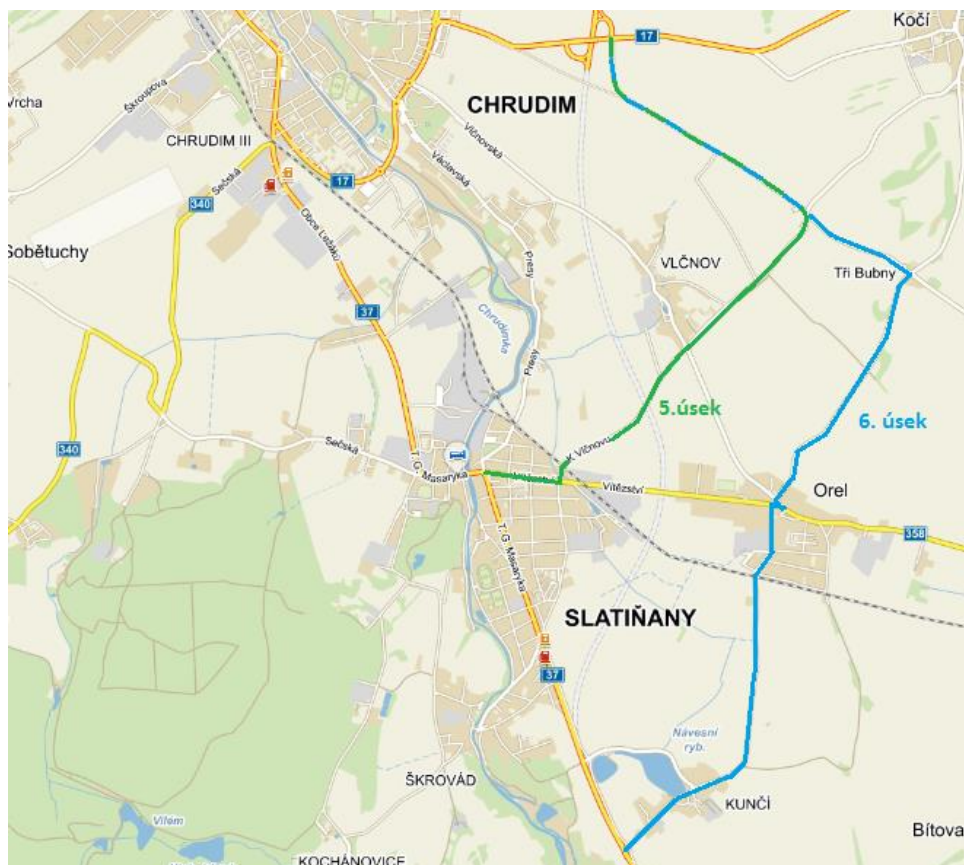 Kočí
17
Škroupova
Vrcha
CHRUDIM
Vlčnovská
CHRUDIM III
Václavská
17
Sečská
340
Obce Ležáků
Sobětuchy
Presy
VLČNOV
Tři Bubny
37
Chrudimka
Presy
5.úsek
6. úsek
K Vlčnovu
Sečská
340
T. G. Masaryka
Vítězství
Orel
358
T. G. Masaryka
SLATIŇANY
37
Návesní
ryb.
ŠKROVÁD
KUNČÍ
Vilém
Bítova
KOCHÁNOVICE